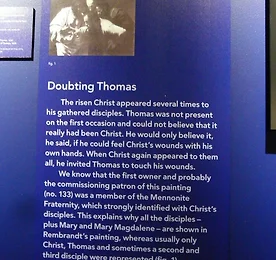 fig. 1
Doubting Thomas
The risen Christ appeared several times to
his gathered disciples. Thomas was not present
on the first occasion and could not believe that it
really had been Christ. He would only believe it,
he said, if he could feel Christ's wounds with his
own hands. When Christ again appeared to them
all, he invited Thomas to touch his wounds.
We know that the first owner and probably
the commissioning patron of this painting
(no. 133) was a member of the Mennonite
Fraternity, which strongly identified with Christ's
disciples. This explains why all the disciples –
plus Mary and Mary Magdalene – are shown in
Rembrandt's painting, whereas usually only
Christ, Thomas and sometimes a second and
third disciple were represented (fig. 1).